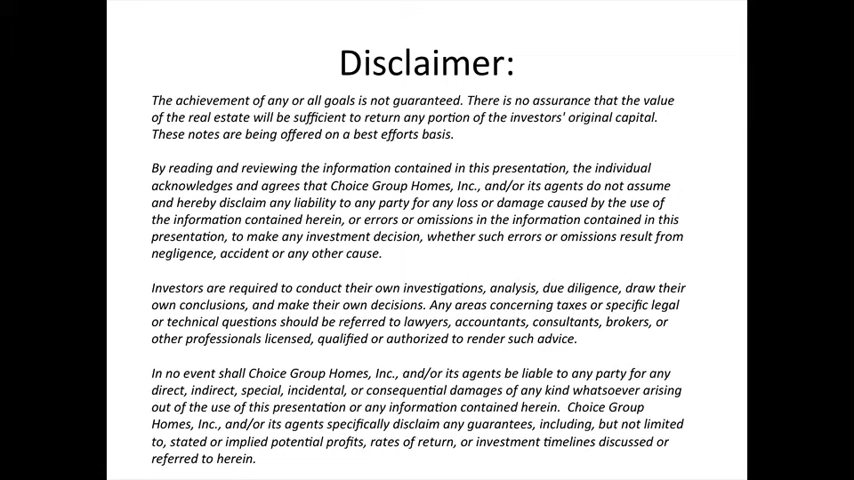 Disclaimer:
The achievement of any or all goals is not guaranteed. There is no assurance that the value
of the real estate will be sufficient to return any portion of the investors' original capital.
These notes are being offered on a best efforts basis.
By reading and reviewing the information contained in this presentation, the individual
acknowledges and agrees that Choice Group Homes, Inc., and/or its agents do not assume
and hereby disclaim any liability to any party for any loss or damage caused by the use of
the information contained herein, or errors or omissions in the information contained in this
presentation, to make any investment decision, whether such errors or omissions result from
negligence, accident or any other cause.
Investors are required to conduct their own investigations, analysis, due diligence, draw their
own conclusions, and make their own decisions. Any areas concerning taxes or specific legal
or technical questions should be referred to lawyers, accountants, consultants, brokers, or
other professionals licensed, qualified or authorized to render such advice.
In no event shall Choice Group Homes, Inc., and/or its agents be liable to any party for any
direct, indirect, special, incidental, or consequential damages of any kind whatsoever arising
out of the use of this presentation or any information contained herein.  Choice Group
Homes, Inc., and/or its agents specifically disclaim any guarantees, including, but not limited
to, stated or implied potential profits, rates of return, or investment timelines discussed or
referred to herein.